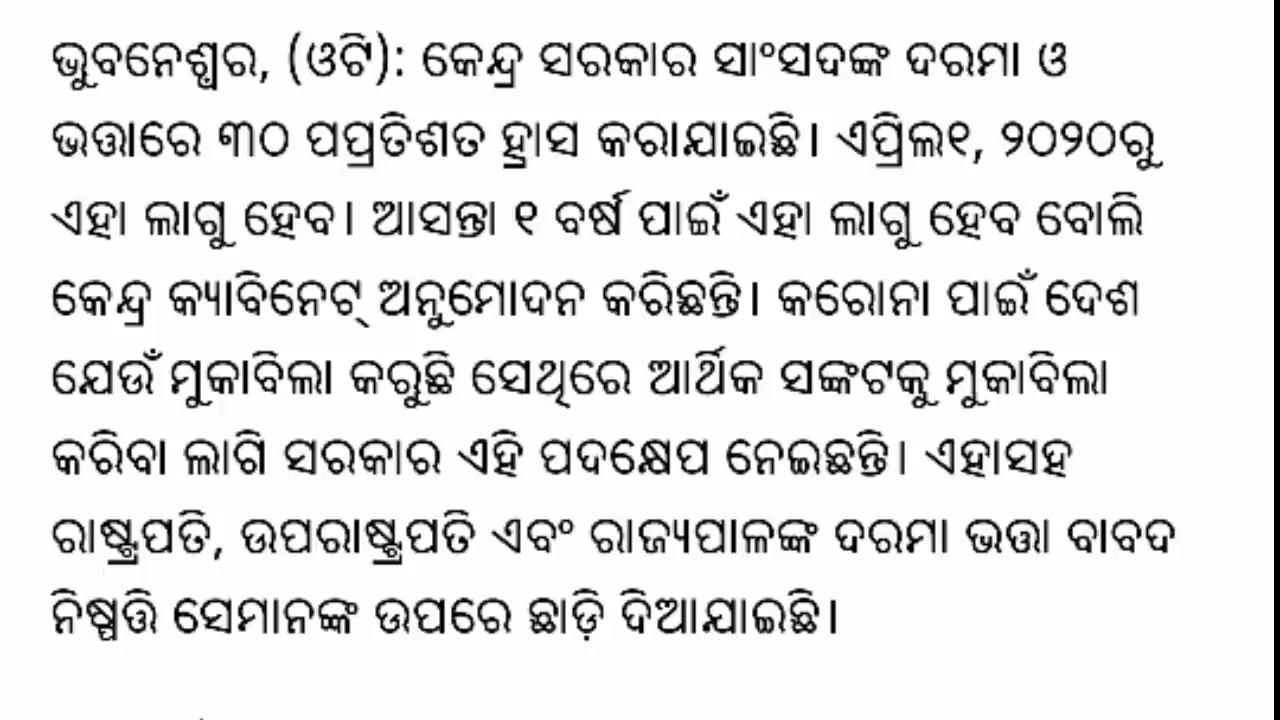 ଭୁବନେଶ୍ୱର, (ଓଟି): କେନ୍ଦ୍ର ସରକାର ସାଂସଦଙ୍କ ଦରମା ଓ
ଭତ୍ତାରେ ୩୦ ପପ୍ରତିଶତ ହ୍ରାସ କରାଯାଇଛି। ଏପ୍ରିଲ୧, ୨୦୨୦ରୁ
ଏହା ଲାଗୁ ହେବ। ଆସନ୍ତା ୧ ବର୍ଷ ପାଇଁ ଏହା ଲାଗୁ ହେବ ବୋଲି
କେନ୍ଦ୍ର କ୍ୟାବିନେଟ୍ ଅନୁମୋଦନ କରିଛନ୍ତି। କରୋନା ପାଇଁ ଦେଶ
ଯେଉଁ ମୁକାବିଲା କରୁଛି ସେଥିରେ ଆର୍ଥିକ ସଙ୍କଟକୁ ମୁକାବିଲା
କରିବା ଲାଗି ସରକାର ଏହି ପଦକ୍ଷେପ ନେଇଛନ୍ତି। ଏହାସହ
ରାଷ୍ଟ୍ରପତି, ଉପରାଷ୍ଟ୍ରପତି ଏବଂ ରାଜ୍ୟପାଳଙ୍କ ଦରମା ଭତ୍ତା ବାବଦ
ନିଷ୍ପତ୍ତି ସେମାନଙ୍କ ଉପରେ ଛାଡ଼ି ଦିଆଯାଇଛି।